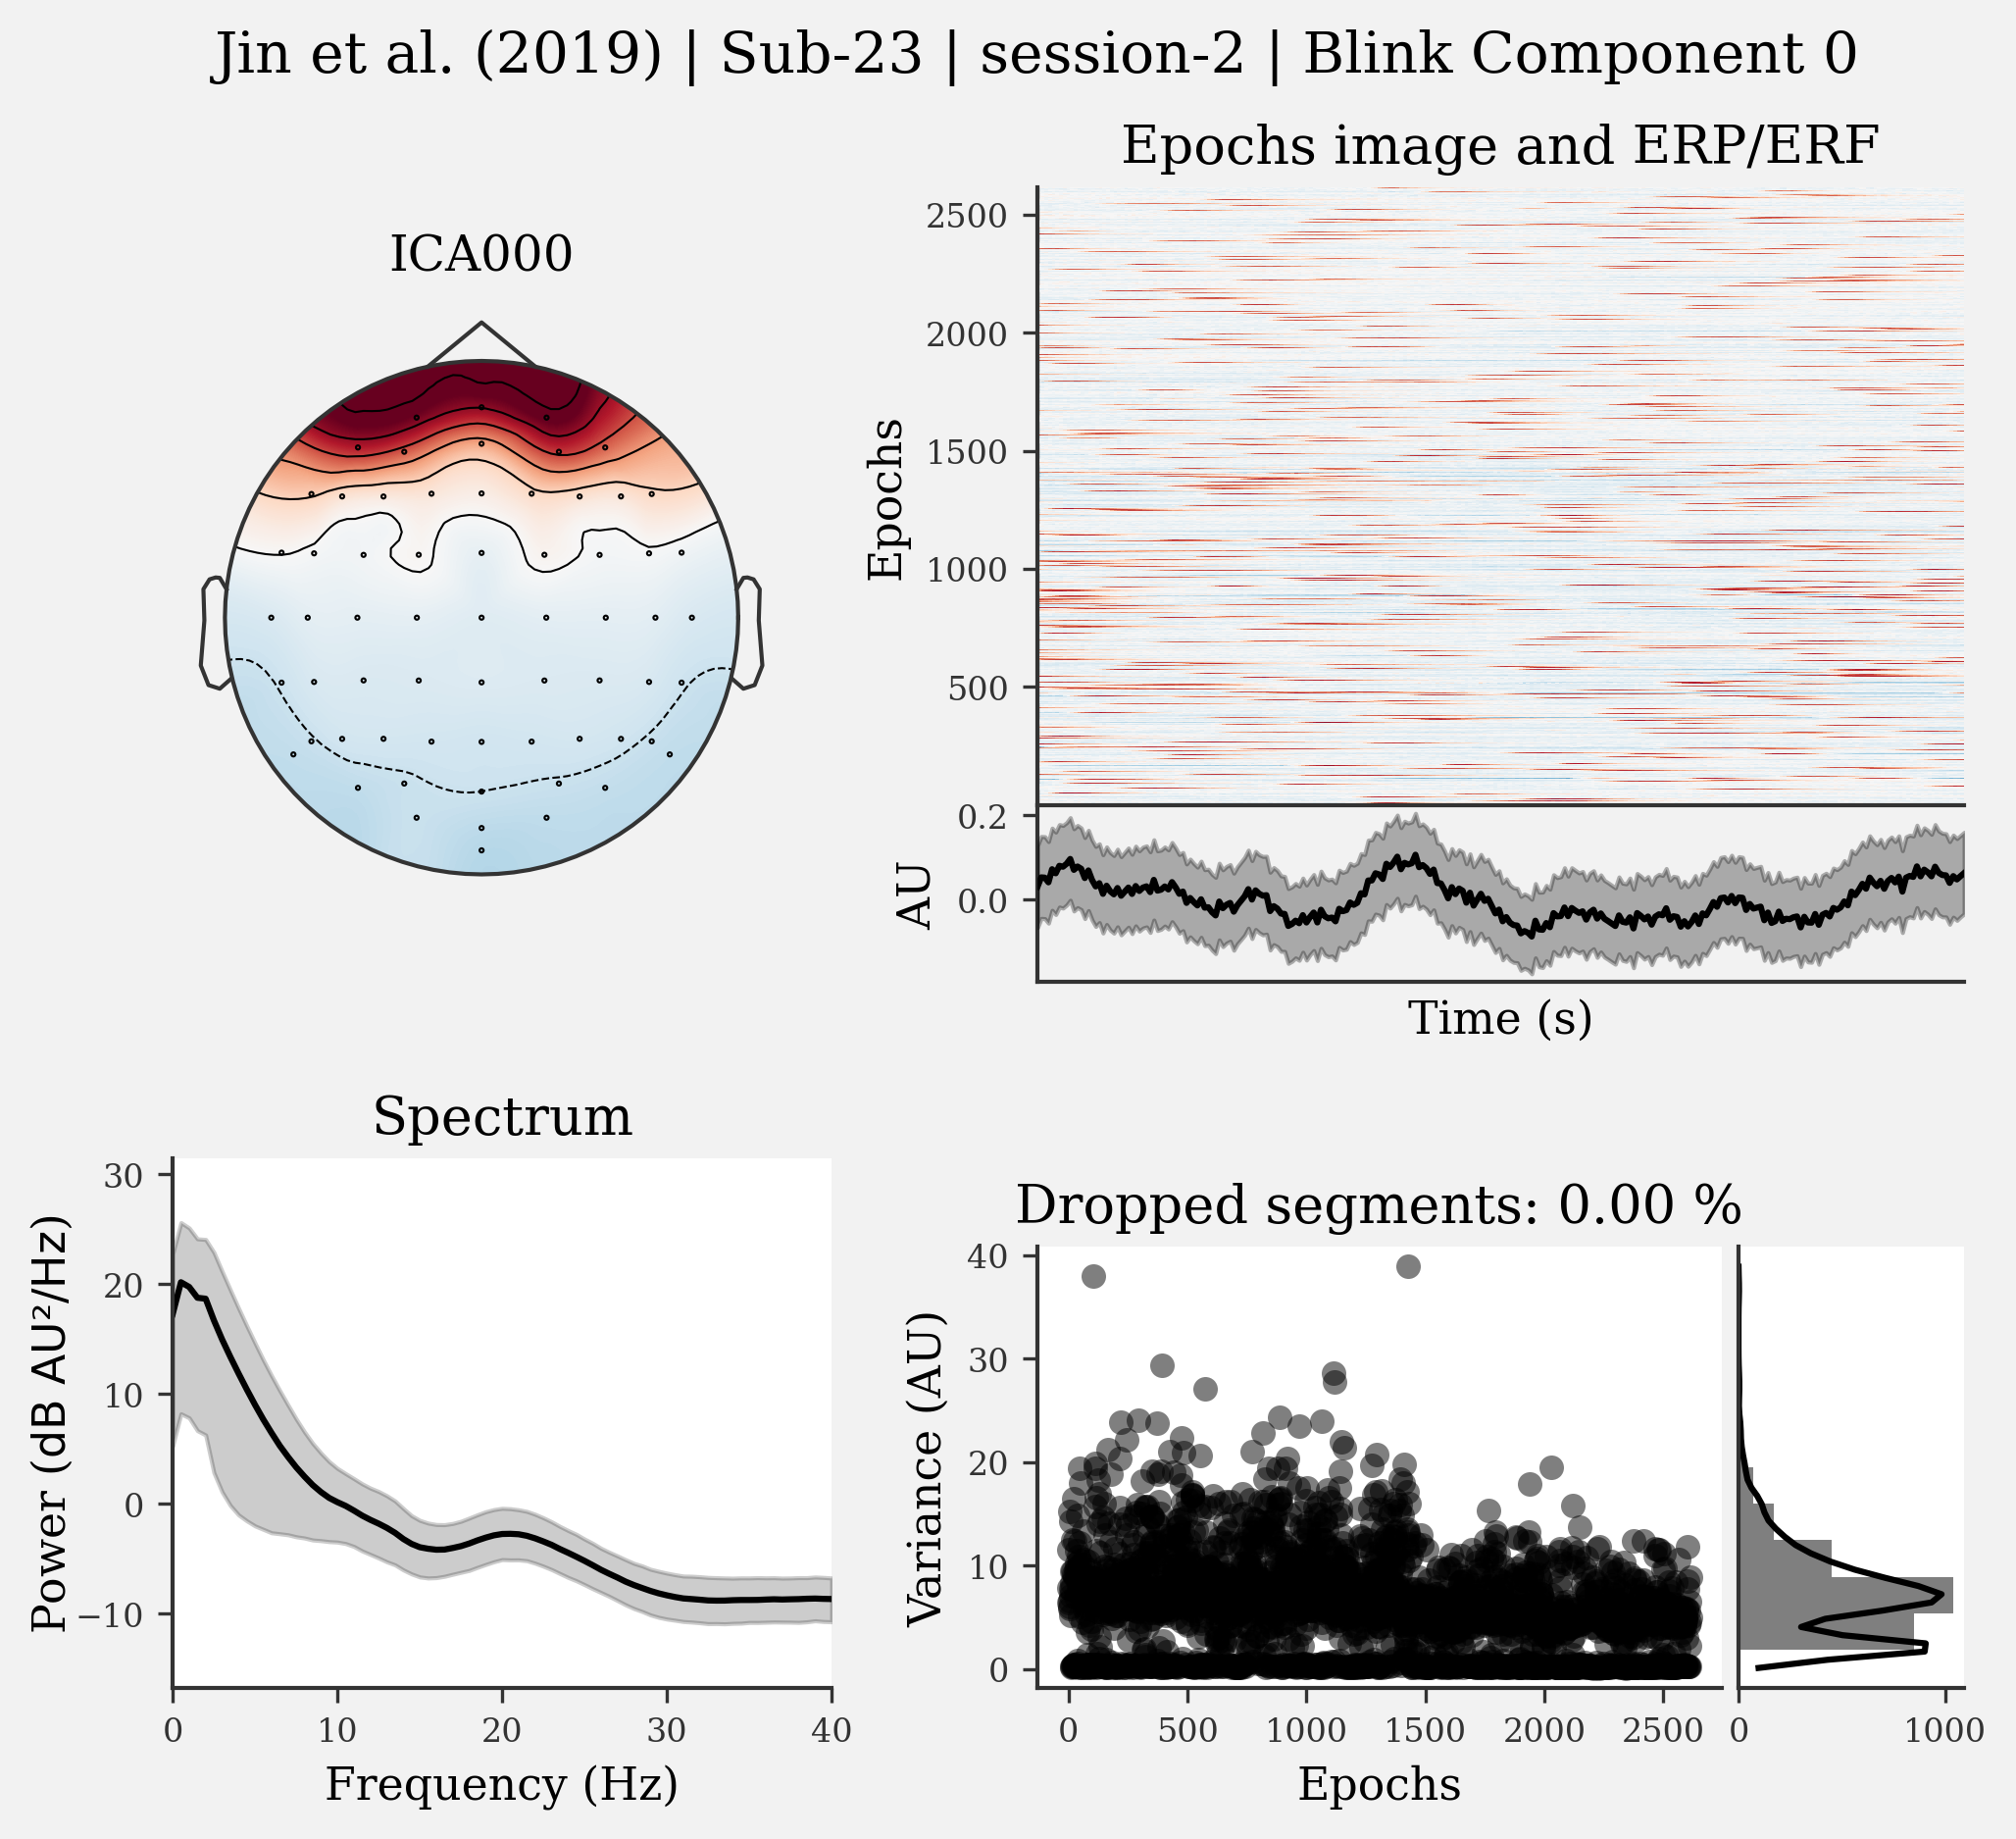 Jin et al. (2019) | Sub-23 | session-2 | Blink Component 0
ICA000
Epochs image and ERP/ERF
2500
2000
1500
1000
500
Epochs
0.2
0.0
AU
Time (s)
Spectrum
30
20
10
0
−10
Power (dB AU²/Hz)
0 10 20 30 40
Frequency (Hz)
Dropped segments: 0.00 %
40
30
20
10
0
Variance (AU)
0 500 1000 1500 2000 2500
Epochs
0 1000